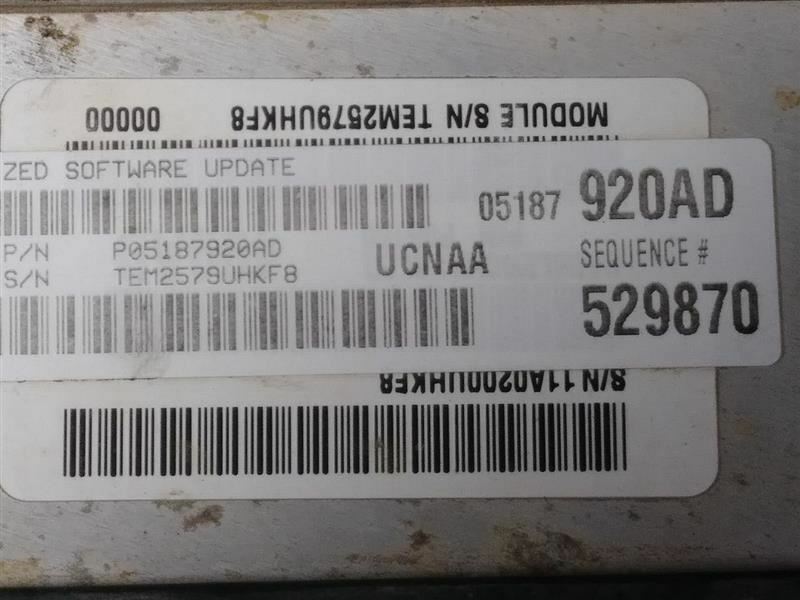 MODULE S/N TEM2579UHKF8 00000
ZED SOFTWARE UPDATE
05187 920AD
P/N P05187920AD
S/N TEM2579UHKF8
UCNAA
SEQUENCE #
529870
S/N 11A0200UHKF8